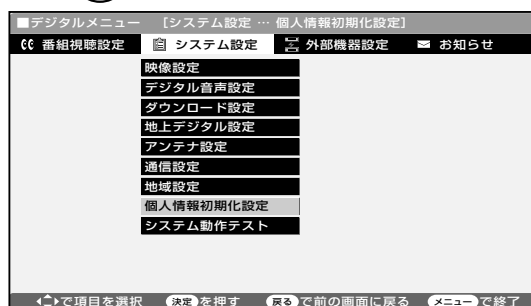 ■デジタルメニュー ［システム設定 … 個人情報初期化設定］
番組視聴設定 システム設定 外部機器設定 お知らせ
映像設定
デジタル音声設定
ダウンロード設定
地上デジタル設定
アンテナ設定
通信設定
地域設定
個人情報初期化設定
システム動作テスト
で項目を選択 決定を押す 戻るで前の画面に戻る メニューで終了